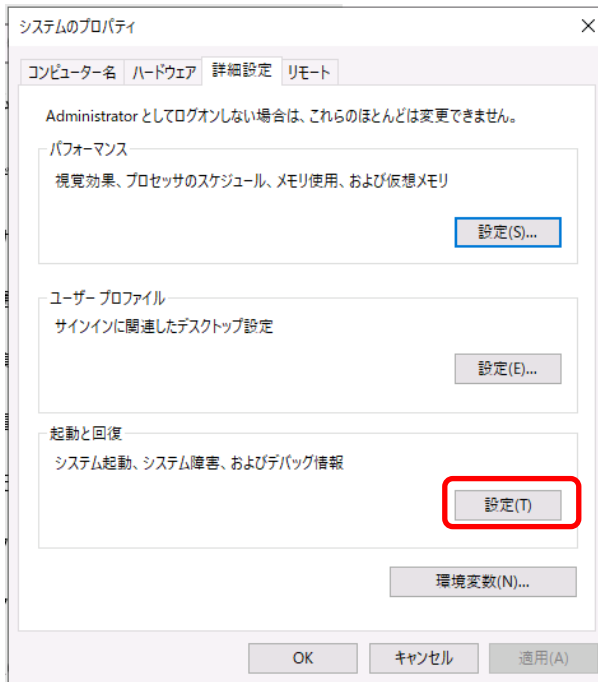 システムのプロパティ
コンピューター名 ハードウェア 詳細設定 リモート
Administrator としてログオンしない場合は、これらのほとんどは変更できません。
パフォーマンス
視覚効果、プロセッサのスケジュール、メモリ使用、および仮想メモリ
設定(S)...
ユーザー プロファイル
サインインに関連したデスクトップ設定
設定(E)...
起動と回復
システム起動、システム障害、およびデバッグ情報
設定(T)
環境変数(N)...
OK キャンセル 適用(A)